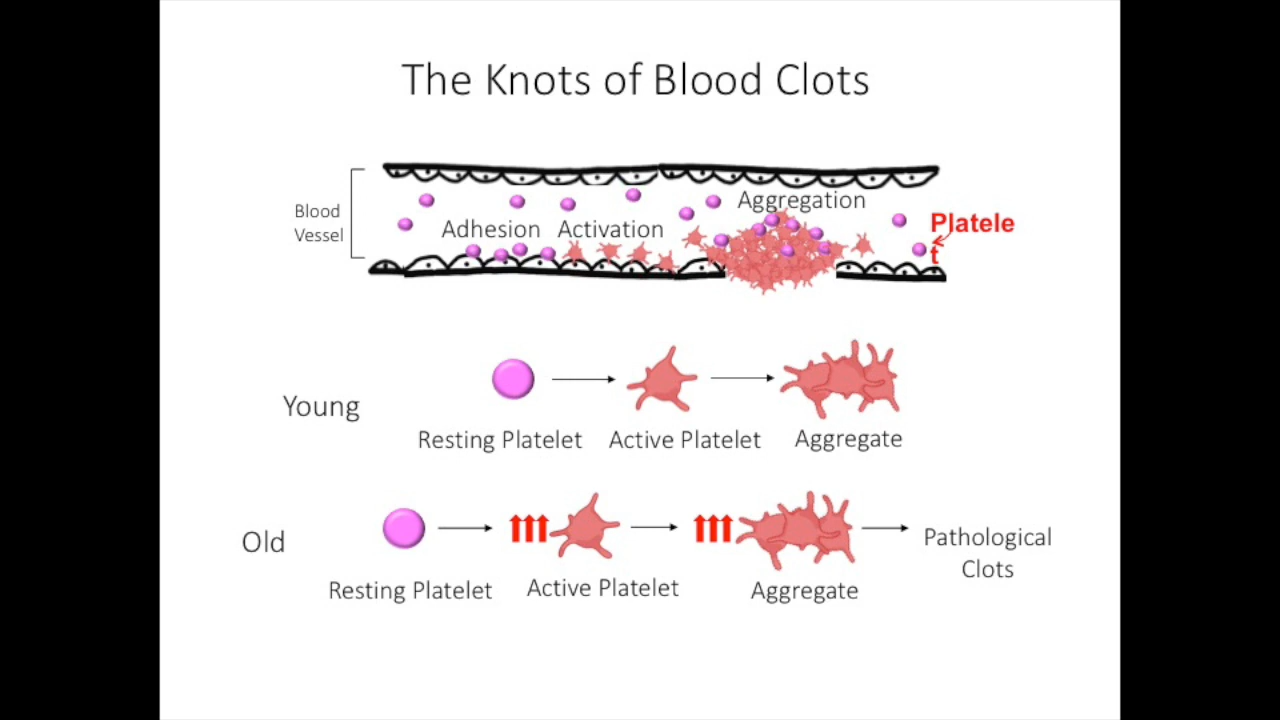 The Knots of Blood Clots
Blood
Vessel
Adhesion
Activation
Aggregation
Platele
t
Young
Resting Platelet
Active Platelet
Aggregate
Old
Resting Platelet
Active Platelet
Aggregate
Pathological
Clots